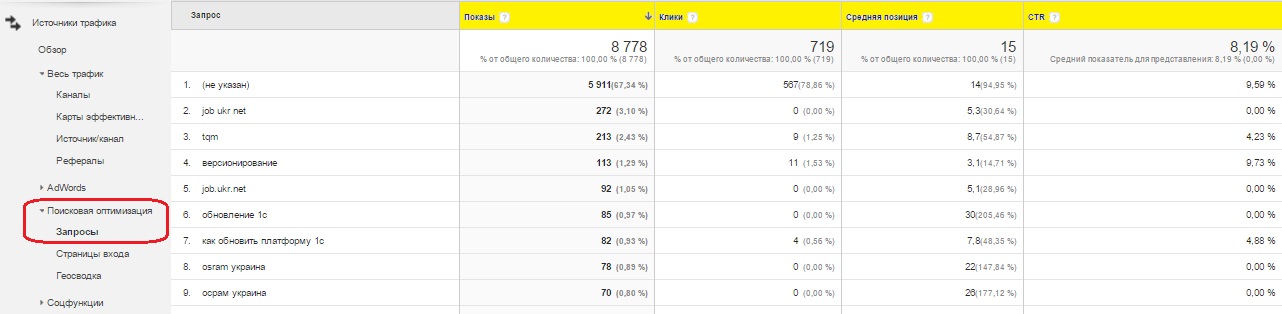 Источники трафика
Обзор
Весь трафик
Каналы
Карты эффективн...
Источник/канал
Рефералы
AdWords
Поисковая оптимизация
Запросы
Страницы входа
Геосводка
Соцфункции
Запрос Показы ? Клики ? Средняя позиция ? CTR ?
8 778 719 15 8,19 %
% от общего количества: 100,00 % (8 778) % от общего количества: 100,00 % (719) % от общего количества: 100,00 % (15) Средний показатель для представления: 8,19 % (0,00 %)
1. (не указан) 5 911(67,34 %) 567(78,86 %) 14(94,95 %) 9,59 %
2. job ukr net 272 (3,10 %) 0 (0,00 %) 5,3(30,64 %) 0,00 %
3. tqm 213 (2,43 %) 9 (1,25 %) 8,7(54,87 %) 4,23 %
4. версионирование 113 (1,29 %) 11 (1,53 %) 3,1(14,71 %) 9,73 %
5. job.ukr.net 92 (1,05 %) 0 (0,00 %) 5,1(28,96 %) 0,00 %
6. обновление 1с 85 (0,97 %) 0 (0,00 %) 30(205,46 %) 0,00 %
7. как обновить платформу 1с 82 (0,93 %) 4 (0,56 %) 7,8(48,35 %) 4,88 %
8. osram украина 78 (0,89 %) 0 (0,00 %) 22(147,84 %) 0,00 %
9. осрам украина 70 (0,80 %) 0 (0,00 %) 26(177,12 %) 0,00 %